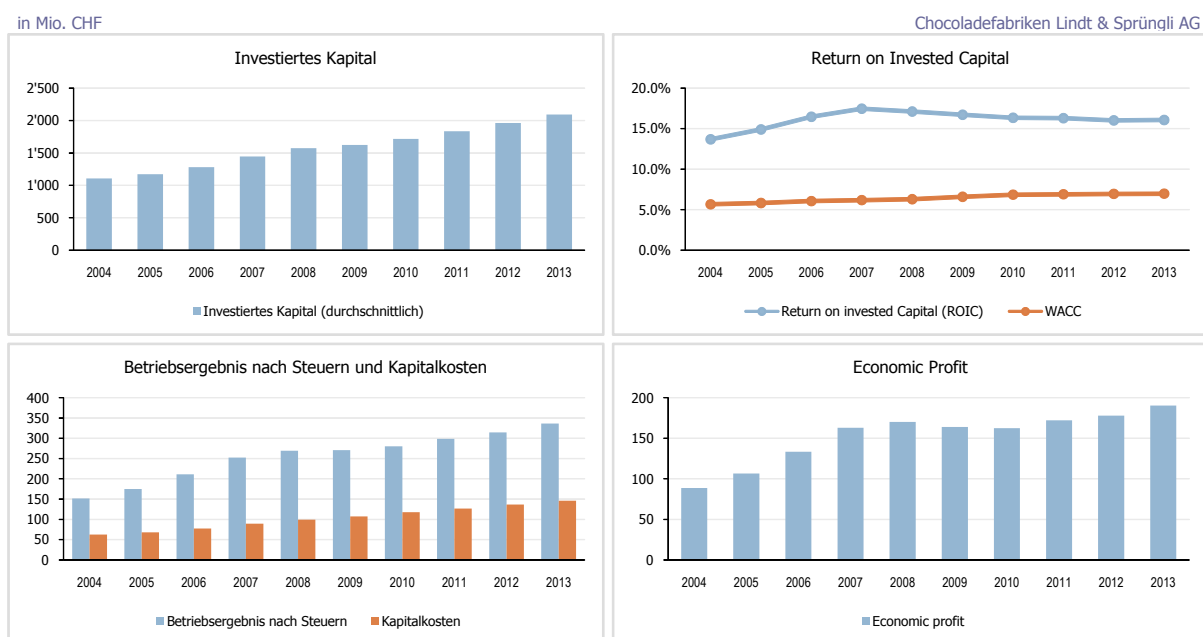 in Mio. CHF
Chocoladefabriken Lindt & Sprüngli AG
Investiertes Kapital
2'500
2'000
1'500
1'000
500
0
2004 2005 2006 2007 2008 2009 2010 2011 2012 2013
Investiertes Kapital (durchschnittlich)
Return on Invested Capital
20.0%
15.0%
10.0%
5.0%
0.0%
2004 2005 2006 2007 2008 2009 2010 2011 2012 2013
Return on invested Capital (ROIC) WACC
Betriebsergebnis nach Steuern und Kapitalkosten
400
350
300
250
200
150
100
50
0
2004 2005 2006 2007 2008 2009 2010 2011 2012 2013
Betriebsergebnis nach Steuern Kapitalkosten
Economic Profit
200
150
100
50
0
2004 2005 2006 2007 2008 2009 2010 2011 2012 2013
Economic profit